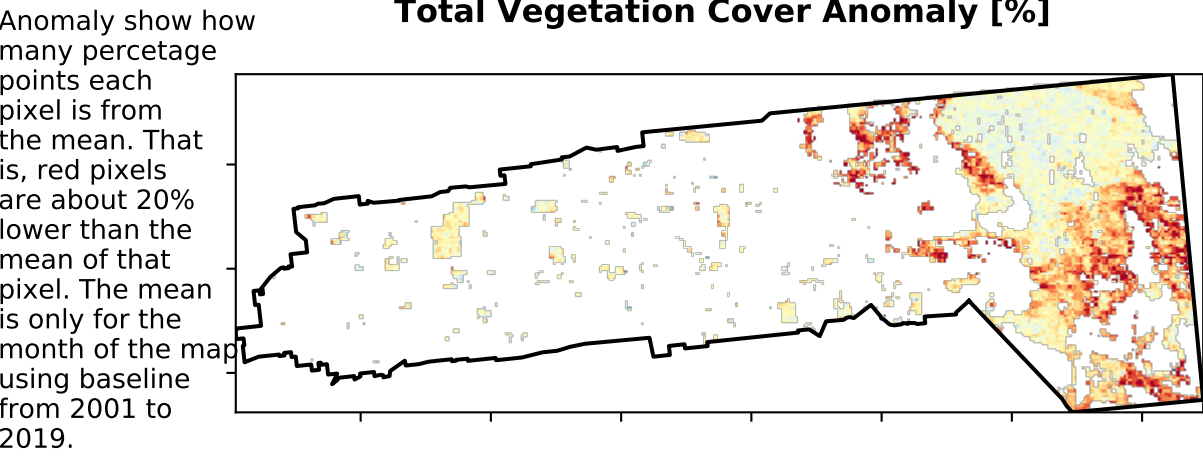 Total Vegetation Cover Anomaly [%]
Anomaly show how
many percetage
points each
pixel is from
the mean. That
is, red pixels
are about 20%
lower than the
mean of that
pixel. The mean
is only for the
month of the map
using baseline
from 2001 to
2019.